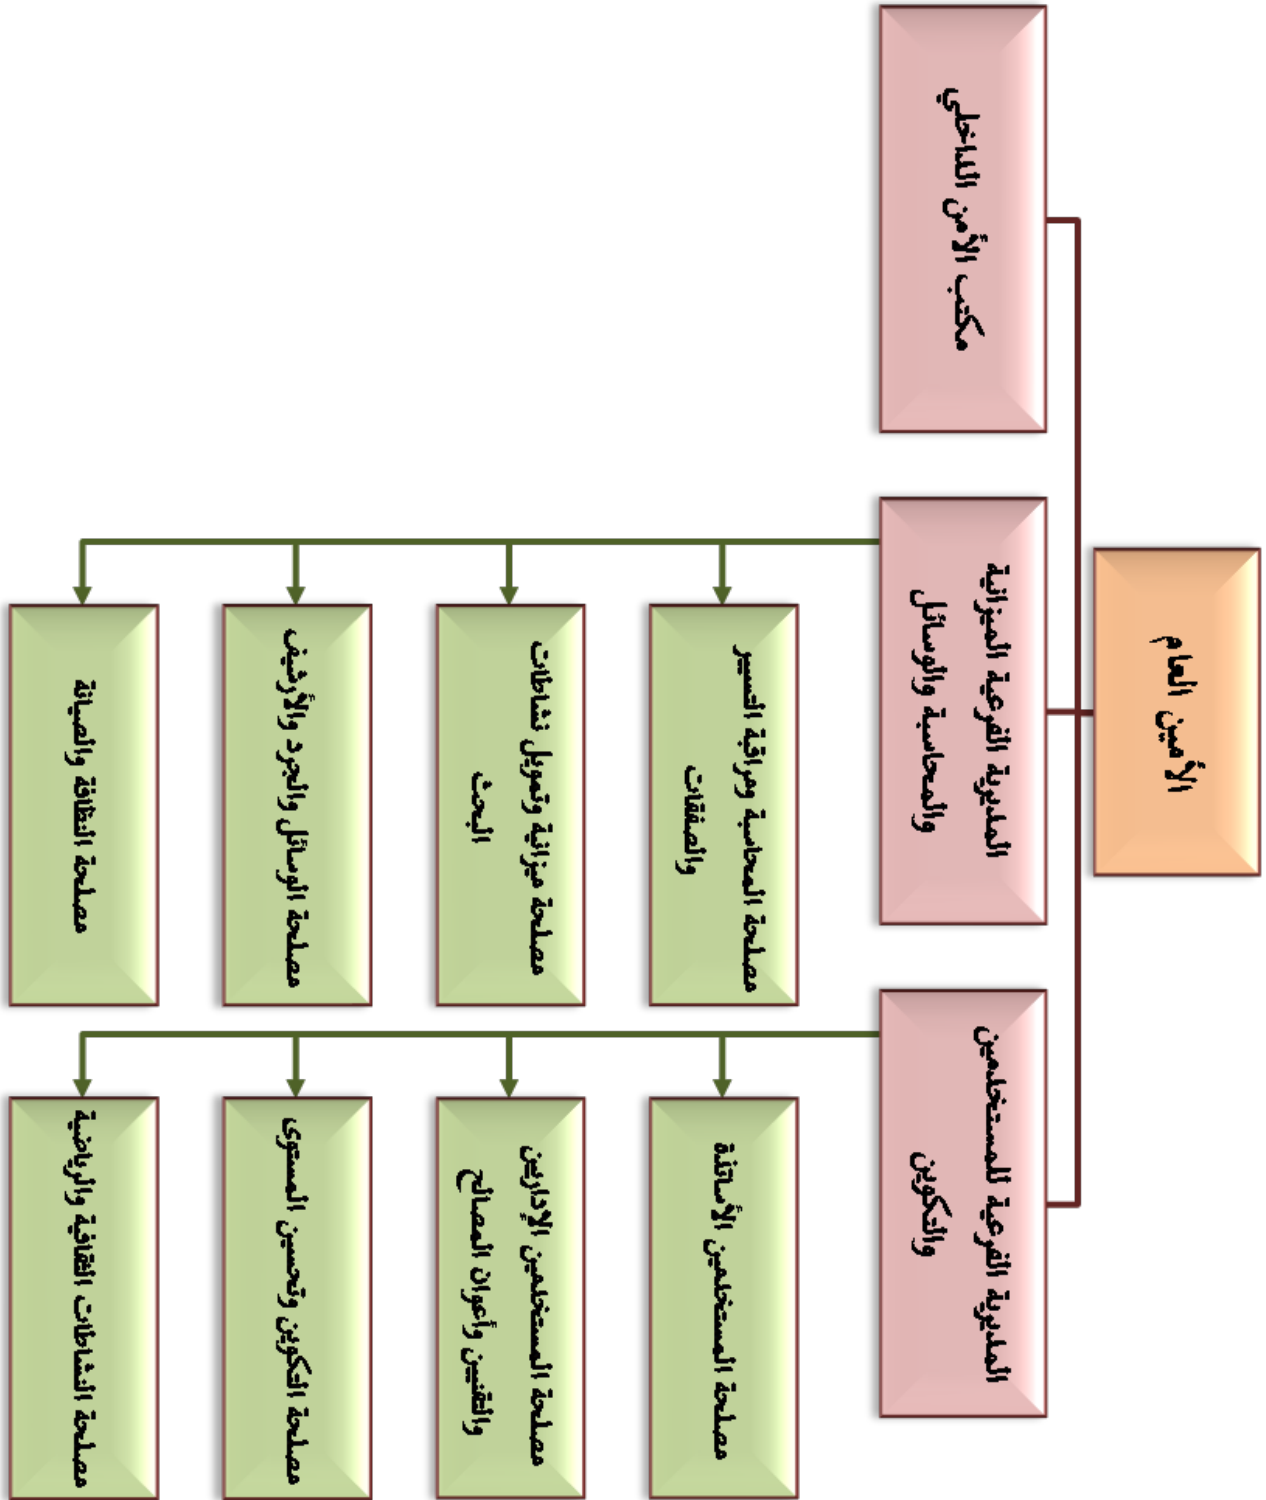 الأمين العام
المديرية الفرعية للمستخدمين
والتكوين
المديرية الفرعية الميزانية
والمحاسبة والوسائل
مكتب الأمن الداخلي
مصلحة المستخدمين الأساتذة
مصلحة المستخدمين الإداريين
والتقنيين وأعوان المصالح
مصلحة التكوين وتحسين المستوى
مصلحة النشاطات الثقافية والرياضية
مصلحة المحاسبة ومراقبة التسيير
والصفقات
مصلحة ميزانية وتمويل نشاطات
البحث
مصلحة الوسائل والجرد والأرشيف
مصلحة النظافة والصيانة